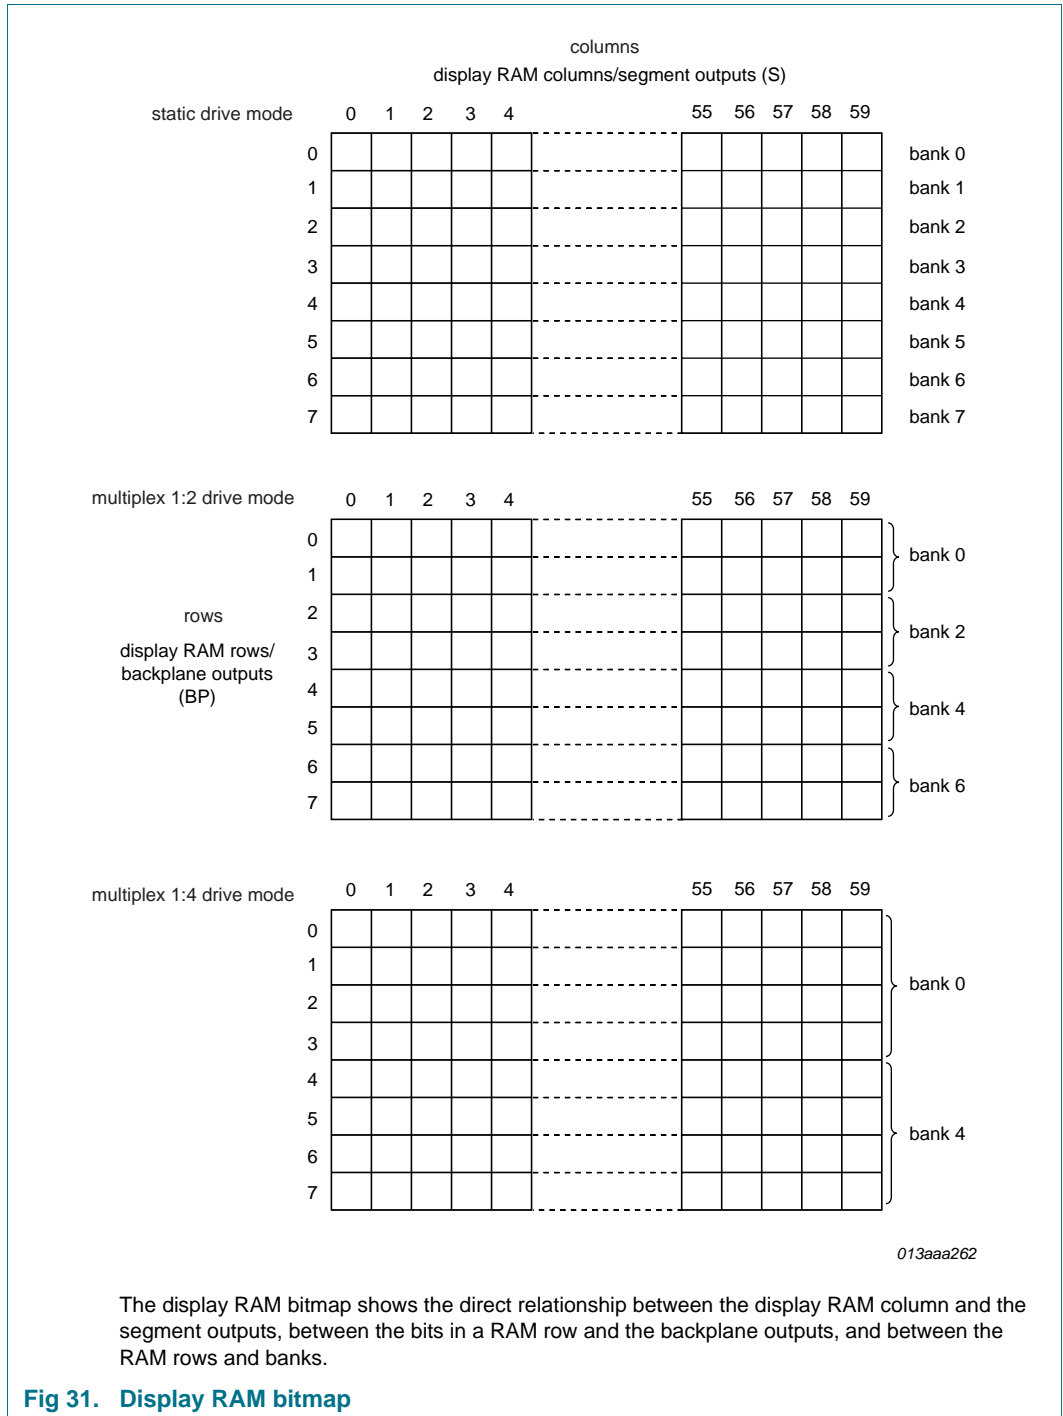 columns
display RAM columns/segment outputs (S)
static drive mode 0 1 2 3 4 55 56 57 58 59
0 bank 0
1 bank 1
2 bank 2
3 bank 3
4 bank 4
5 bank 5
6 bank 6
7 bank 7
multiplex 1:2 drive mode 0 1 2 3 4 55 56 57 58 59
0
bank 0
1
2
rows
bank 2
display RAM rows/
3
backplane outputs
(BP)
4
bank 4
5
6
bank 6
7
multiplex 1:4 drive mode 0 1 2 3 4 55 56 57 58 59
0
1
bank 0
2
3
4
5
bank 4
6
7
013aaa262
The display RAM bitmap shows the direct relationship between the display RAM column and the
segment outputs, between the bits in a RAM row and the backplane outputs, and between the
RAM rows and banks.
Fig 31. Display RAM bitmap